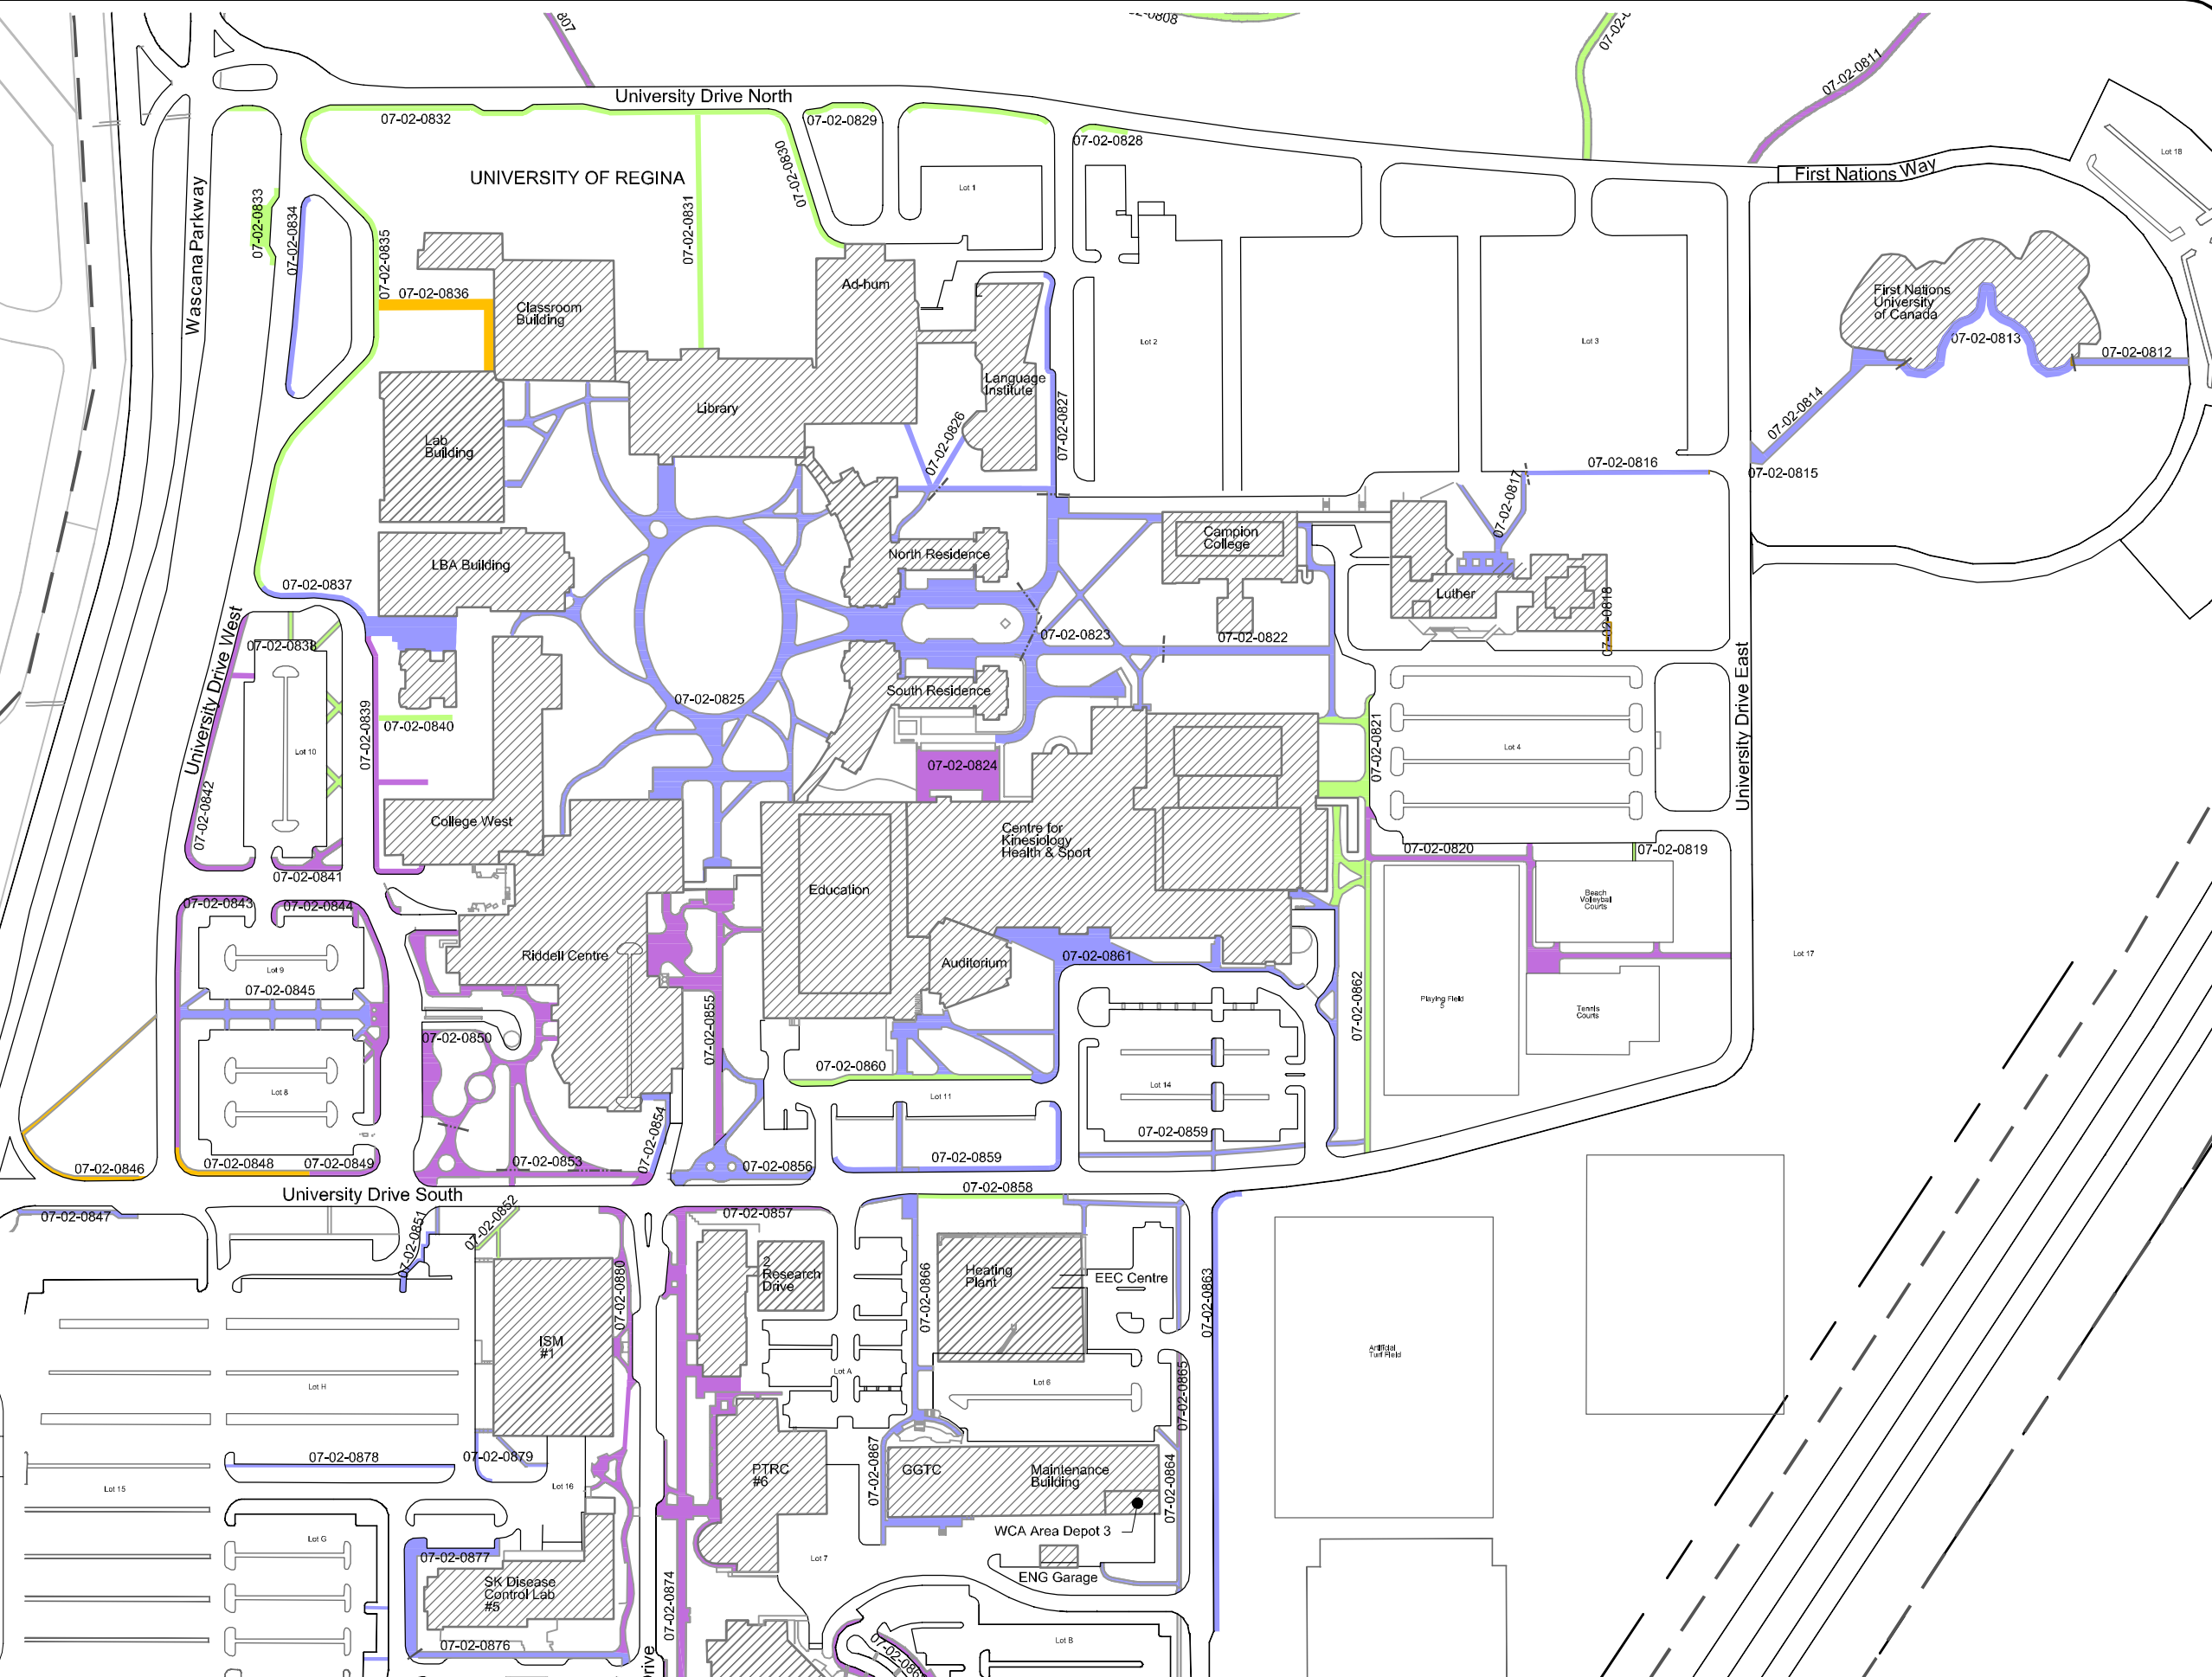 807
02-0808
07-02-0
07-02-0811
University Drive North
07-02-0832
07-02-0829
07-02-0828
07-02-0830
UNIVERSITY OF REGINA
Lot 1
Lot 18
First Nations Way
Wascana Parkway
07-02-0833
07-02-0834
07-02-0835
07-02-0831
07-02-0836
Classroom
Building
Ad-hum
Lot 2
Lot 3
First Nations
University
of Canada
07-02-0813
07-02-0812
Language
Institute
Library
07-02-0826
07-02-0827
07-02-0814
Lab
Building
07-02-0816
07-02-0815
07-02-0817
Campion
College
North Residence
LBA Building
07-02-0837
Luther
07-02-0818
07-02-0838
07-02-0823
07-02-0822
University Drive West
University Drive East
South Residence
07-02-0825
07-02-0840
07-02-0839
07-02-0821
Lot 10
Lot 4
07-02-0824
07-02-0842
College West
Centre for
Kinesiology
Health & Sport
07-02-0820
07-02-0819
07-02-0841
Education
Beach
Volleyball
Courts
07-02-0843
07-02-0844
Riddell Centre
Auditorium
07-02-0861
Lot 17
Lot 9
07-02-0845
07-02-0862
Playing Field
5
Tennis
Courts
07-02-0855
07-02-0850
07-02-0860
Lot 8
Lot 11
Lot 14
07-02-0854
07-02-0859
07-02-0859
07-02-0846
07-02-0848
07-02-0849
07-02-0853
07-02-0856
University Drive South
07-02-0858
07-02-0847
07-02-0851
07-02-0852
07-02-0857
07-02-0880
2
Research
Drive
07-02-0866
Heating
Plant
EEC Centre
07-02-0863
ISM
#1
Artificial
Turf Field
Lot H
Lot A
Lot 6
07-02-0865
07-02-0878
07-02-0879
PTRC
#6
07-02-0867
GGTC
Maintenance
Building
07-02-0864
Lot 15
Lot 16
WCA Area Depot 3
Lot G
07-02-0877
Lot 7
ENG Garage
SK Disease
Control Lab
#5
07-02-0874
07-02-0876
Lot B
07-02-086
Drive